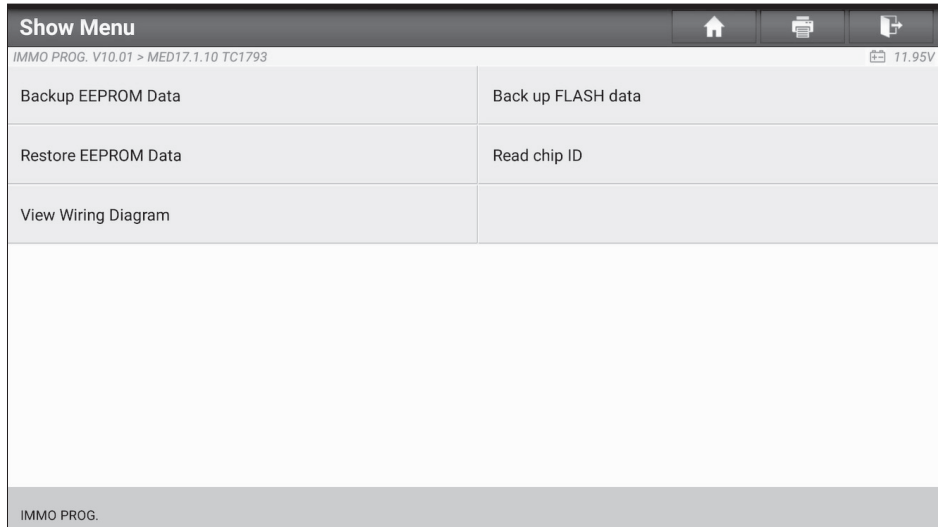 Show Menu
IMMO PROG. V10.01 > MED17.1.10 TC1793
11.95V
Backup EEPROM Data
Back up FLASH data
Restore EEPROM Data
Read chip ID
View Wiring Diagram
IMMO PROG.